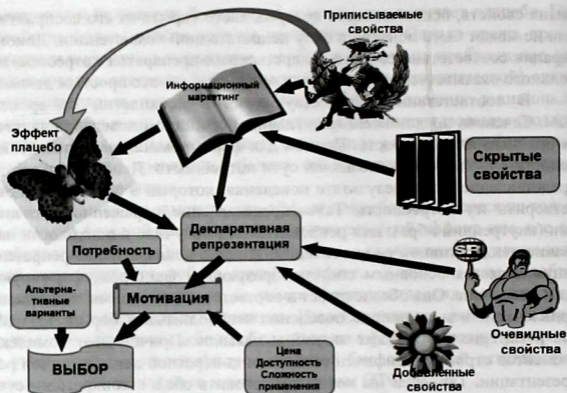 Приписываемые
свойства
Информационный
маркетинг
Эффект
плацебо
Скрытые
свойства
Декларативная
репрезентация
Потребность
SR
Альтерна-
тивные
варианты
Мотивация
Очевидные
свойства
Цена
Доступность
Сложность
применения
ВЫБОР
Добавленные
свойства